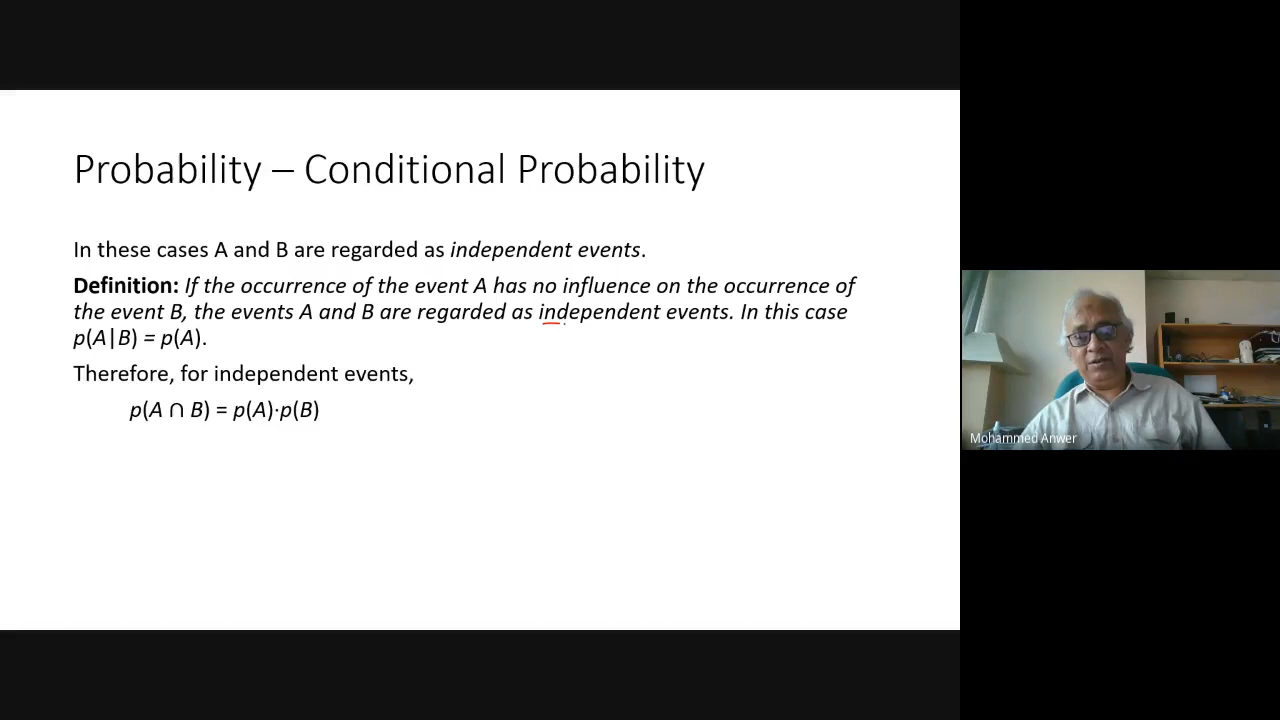 Probability – Conditional Probability
In these cases A and B are regarded as independent events.
Definition: If the occurrence of the event A has no influence on the occurrence of
the event B, the events A and B are regarded as independent events. In this case
p(A|B) = p(A).
Therefore, for independent events,
p(A ∩ B) = p(A)·p(B)
Mohammed Anwer